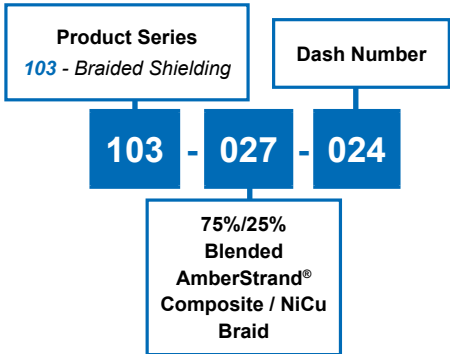 Product Series
103 - Braided Shielding
Dash Number
103 - 027 - 024
75%/25%
Blended
AmberStrand®
Composite / NiCu
Braid